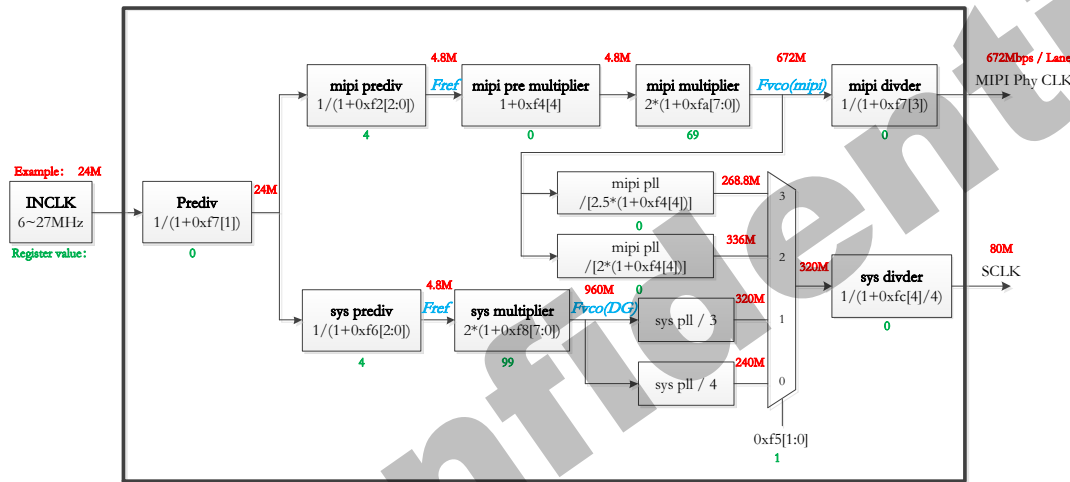 4.8M
4.8M
672M
672Mbps / Lane
mipi prediv
1/(1+0xf2[2:0])
Fref
mipi pre multiplier
1+0xf4[4]
mipi multiplier
2*(1+0xfa[7:0])
Fvco(mipi)
mipi divder
1/(1+0xf7[3])
MIPI Phy CLK
4
0
69
0
Example: 24M
INCLK
6~27MHz
Register value:
Prediv
1/(1+0xf7[1])
0
24M
mipi pll
/[2.5*(1+0xf4[4])]
0
268.8M
3
mipi pll
/[2*(1+0xf4[4])]
0
336M
2
320M
sys divder
1/(1+0xfc[4]/4)
0
80M
SCLK
4.8M
960M
sys prediv
1/(1+0xf6[2:0])
4
Fref
sys multiplier
2*(1+0xf8[7:0])
99
Fvco(DG)
sys pll / 3
320M
1
sys pll / 4
240M
0
0xf5[1:0]
1
nfidenti